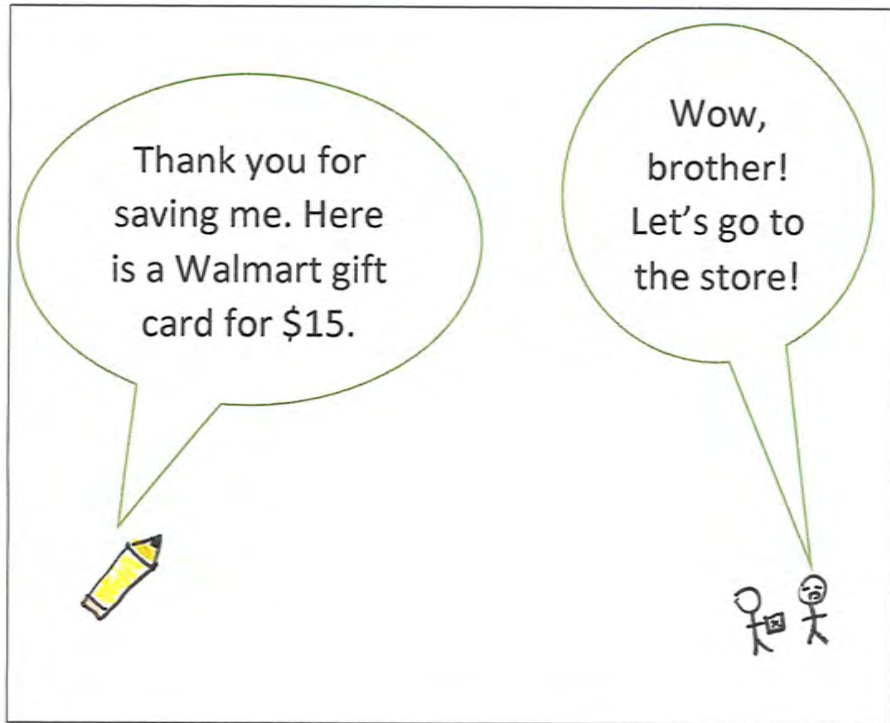 Thank you for
saving me. Here
is a Walmart gift
card for $15.
Wow,
brother!
Let's go to
the store!